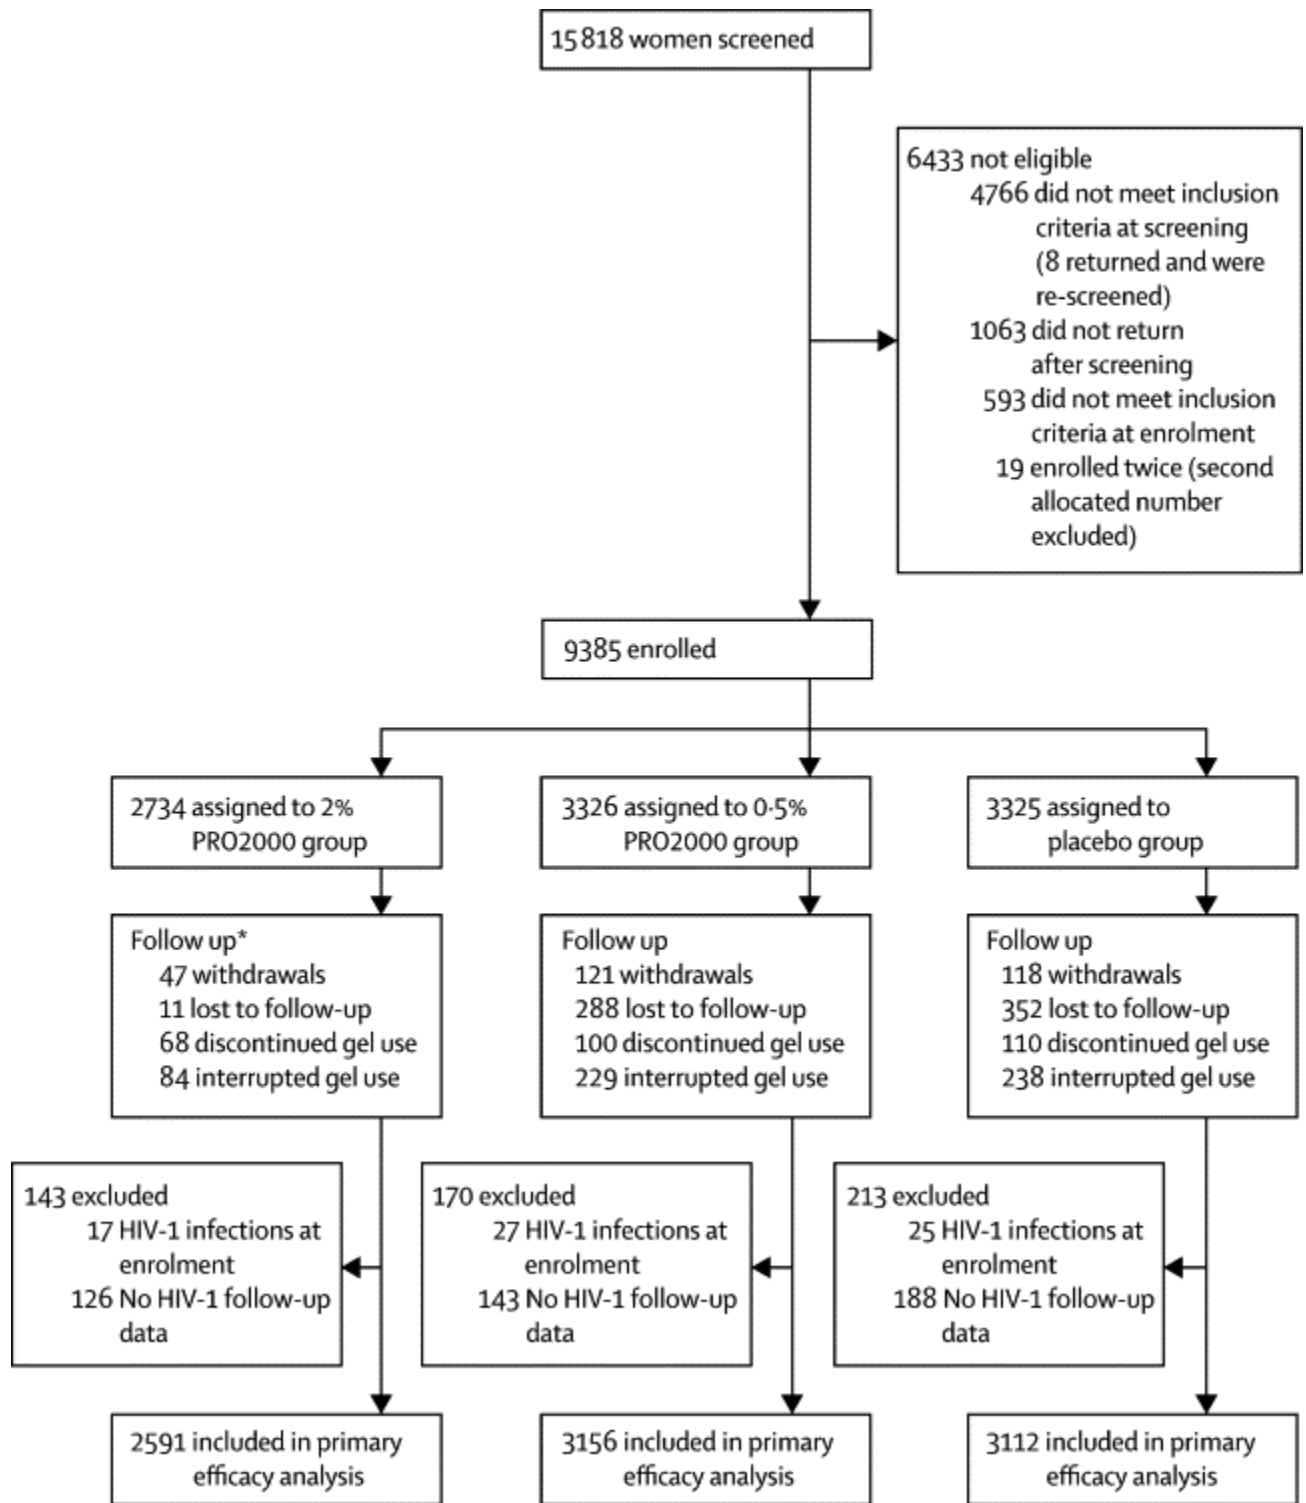 15 818 women screened
6433 not eligible
4766 did not meet inclusion
criteria at screening
(8 returned and were
re-screened)
1063 did not return
after screening
593 did not meet inclusion
criteria at enrolment
19 enrolled twice (second
allocated number
excluded)
9385 enrolled
2734 assigned to 2%
PRO2000 group
3326 assigned to 0·5%
PRO2000 group
3325 assigned to
placebo group
Follow up*
47 withdrawals
11 lost to follow-up
68 discontinued gel use
84 interrupted gel use
Follow up
121 withdrawals
288 lost to follow-up
100 discontinued gel use
229 interrupted gel use
Follow up
118 withdrawals
352 lost to follow-up
110 discontinued gel use
238 interrupted gel use
143 excluded
17 HIV-1 infections at
enrolment
126 No HIV-1 follow-up
data
170 excluded
27 HIV-1 infections at
enrolment
143 No HIV-1 follow-up
data
213 excluded
25 HIV-1 infections at
enrolment
188 No HIV-1 follow-up
data
2591 included in primary
efficacy analysis
3156 included in primary
efficacy analysis
3112 included in primary
efficacy analysis